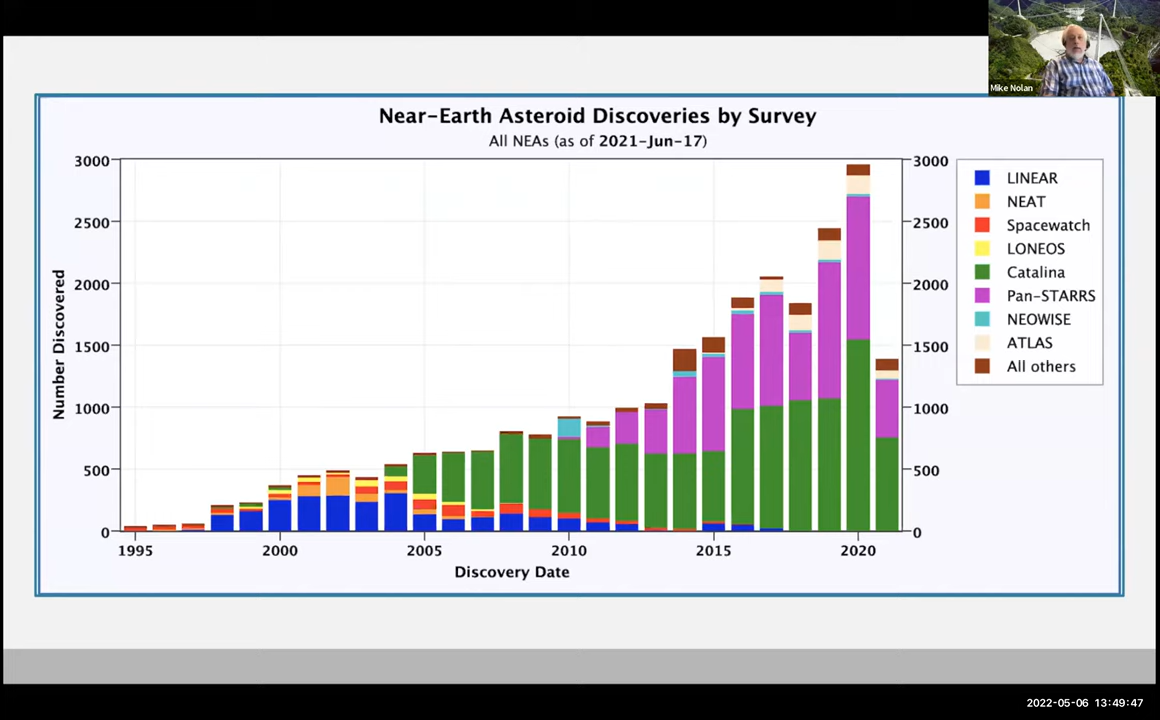 Mike Nolan
Near-Earth Asteroid Discoveries by Survey
All NEAs (as of 2021-Jun-17)
3000
2500
2000
1500
1000
500
0
Number Discovered
3000
2500
2000
1500
1000
500
0
LINEAR
NEAT
Spacewatch
LONEOS
Catalina
Pan-STARRS
NEOWISE
ATLAS
All others
1995 2000 2005 2010 2015 2020
Discovery Date
2022-05-06 13:49:47